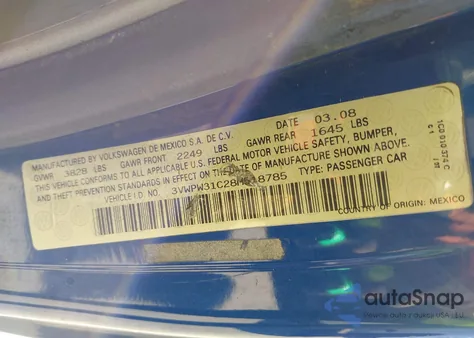 MANUFACTURED BY VOLKSWAGEN DE MEXICO S.A. DE C.V. DATE 03.08
GVWR 3828 LBS GAWR FRONT 2249 LBS GAWR REAR 1645 LBS
THIS VEHICLE CONFORMS TO ALL APPLICABLE U.S. FEDERAL MOTOR VEHICLE SAFETY, BUMPER,
AND THEFT PREVENTION STANDARDS IN EFFECT ON THE DATE OF MANUFACTURE SHOWN ABOVE.
VEHICLE I.D. NO. TYPE: PASSENGER CAR
COUNTRY OF ORIGIN: MEXICO
autoSnap